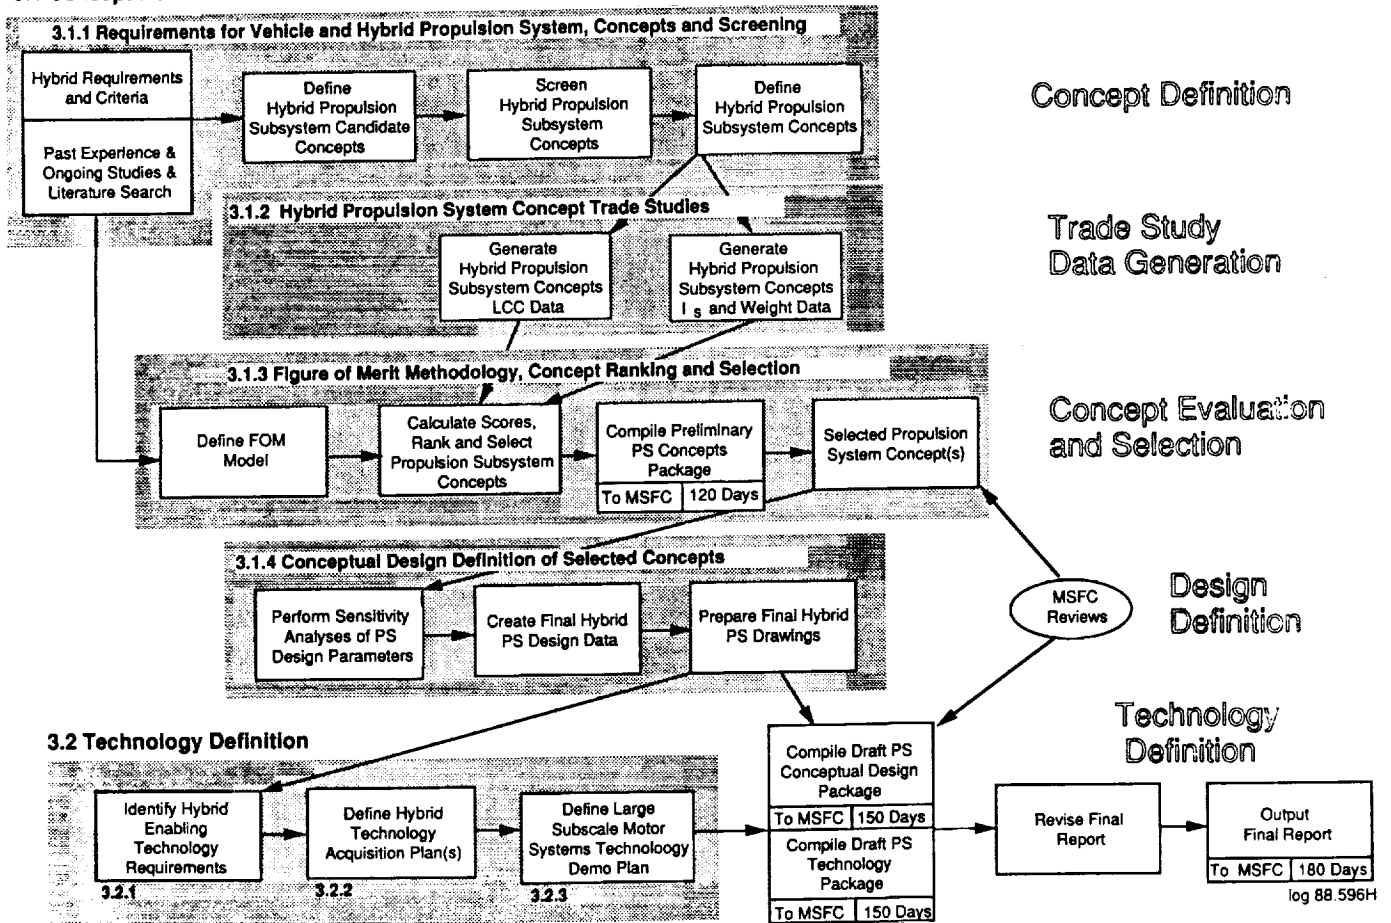 3.1.1 Requirements for Vehicle and Hybrid Propulsion System, Concepts and Screening
Hybrid Requirements
and Criteria
Past Experience &
Ongoing Studies &
Literature Search
Define
Hybrid Propulsion
Subsystem Candidate
Concepts
Screen
Hybrid Propulsion
Subsystem
Concepts
Define
Hybrid Propulsion
Subsystem Concepts
Concept Definition
3.1.2 Hybrid Propulsion System Concept Trade Studies
Generate
Hybrid Propulsion
Subsystem Concepts
LCC Data
Generate
Hybrid Propulsion
Subsystem Concepts
I s and Weight Data
Trade Study
Data Generation
3.1.3 Figure of Merit Methodology, Concept Ranking and Selection
Define FOM
Model
Calculate Scores,
Rank and Select
Propulsion Subsystem
Concepts
Compile Preliminary
PS Concepts
Package
To MSFC 120 Days
Selected Propulsion
System Concept(s)
Concept Evaluation
and Selection
3.1.4 Conceptual Design Definition of Selected Concepts
Perform Sensitivity
Analyses of PS
Design Parameters
Create Final Hybrid
PS Design Data
Prepare Final Hybrid
PS Drawings
MSFC
Reviews
Design
Definition
3.2 Technology Definition
Identify Hybrid
Enabling
Technology
Requirements
3.2.1
Define Hybrid
Technology
Acquisition Plan(s)
3.2.2
Define Large
Subscale Motor
Systems Technoloogy
Demo Plan
3.2.3
Compile Draft PS
Conceptual Design
Package
To MSFC 150 Days
Compile Draft PS
Technology
Package
To MSFC 150 Days
Technology
Definition
Revise Final
Report
Output
Final Report
To MSFC 180 Days
log 88.596H